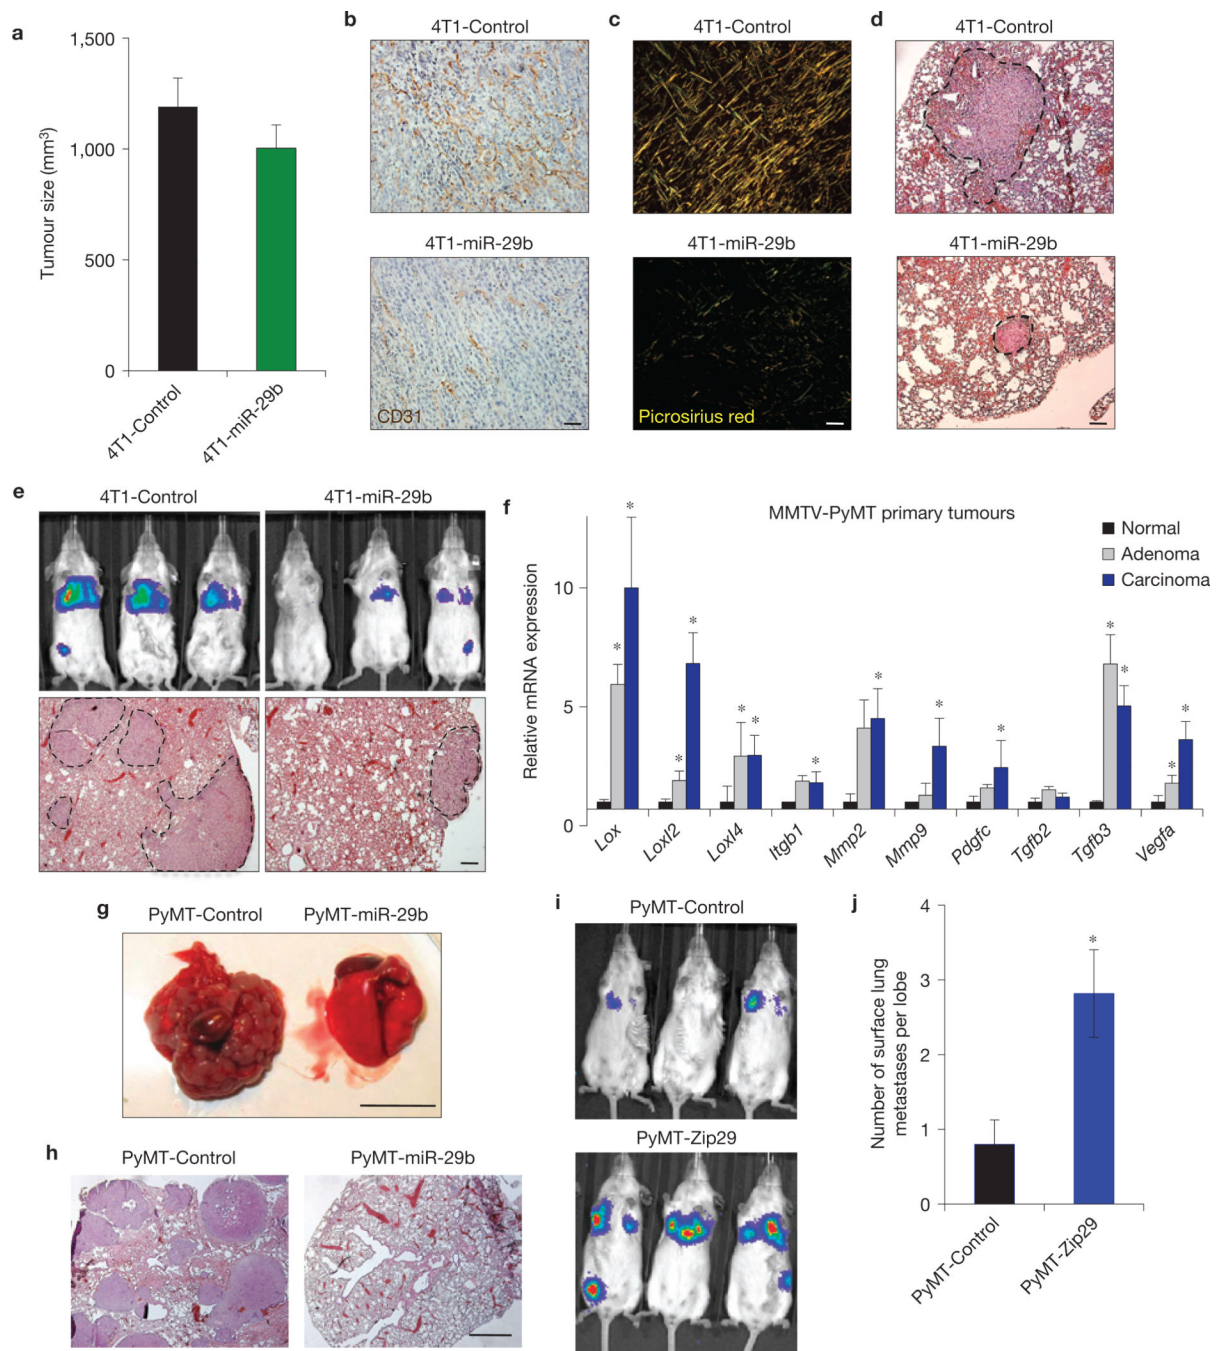 a
1,500
1,000
500
0
Tumour size (mm³)
4T1-Control
4T1-miR-29b
b
4T1-Control
4T1-miR-29b
CD31
c
4T1-Control
4T1-miR-29b
Picrosirius red
d
4T1-Control
4T1-miR-29b
e
4T1-Control
4T1-miR-29b
f
MMTV-PyMT primary tumours
Normal
Adenoma
Carcinoma
Relative mRNA expression
10
5
0
* * * * * * * * * * * * * *
Lox
Loxl2
Loxl4
Itgb1
Mmp2
Mmp9
Pdgfc
Tgfb2
Tgfb3
Vegfa
g
PyMT-Control
PyMT-miR-29b
h
PyMT-Control
PyMT-miR-29b
i
PyMT-Control
PyMT-Zip29
j
4
3
2
1
0
Number of surface lung
metastases per lobe
*
PyMT-Control
PyMT-Zip29